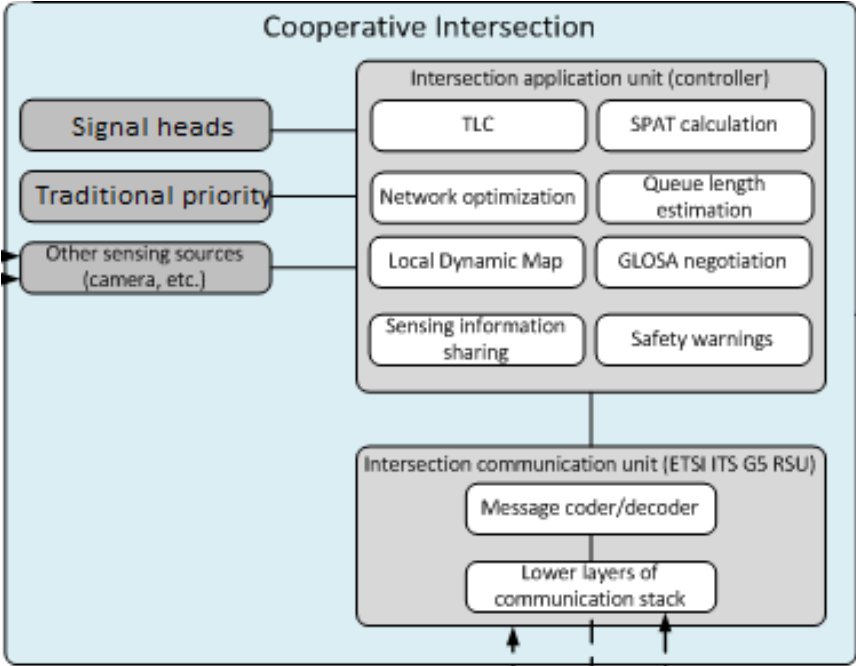 Cooperative Intersection
Signal heads
Traditional priority
Other sensing sources
(camera, etc.)
Intersection application unit (controller)
TLC
SPAT calculation
Network optimization
Queue length
estimation
Local Dynamic Map
GLOSA negotiation
Sensing information
sharing
Safety warnings
Intersection communication unit (ETSI ITS G5 RSU)
Message coder/decoder
Lower layers of
communication stack